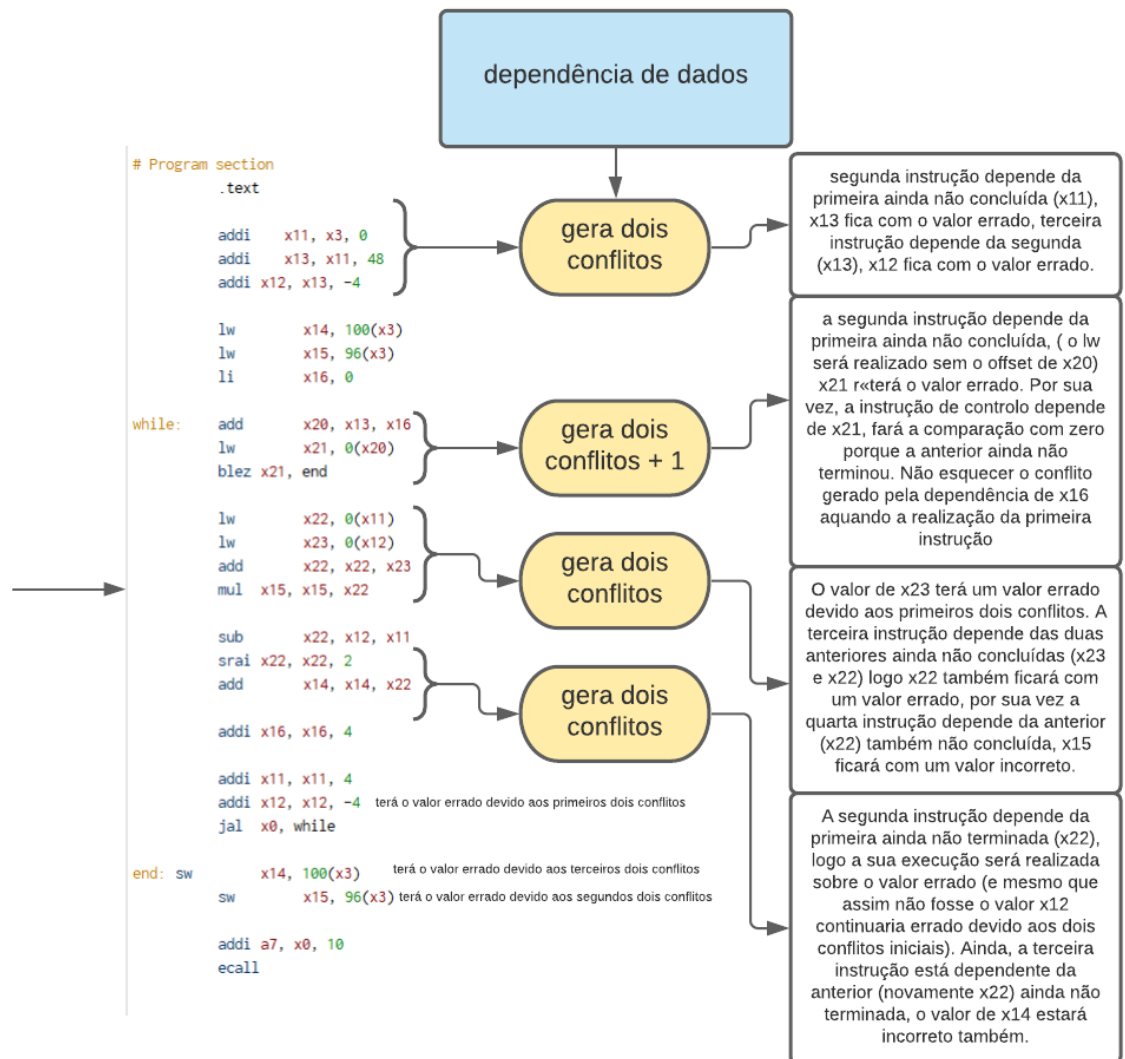 dependência de dados
# Program section
.text
addi x11, x3, 0
addi x13, x11, 48
addi x12, x13, -4
lw x14, 100(x3)
lw x15, 96(x3)
li x16, 0
while: add x20, x13, x16
lw x21, 0(x20)
blez x21, end
lw x22, 0(x11)
lw x23, 0(x12)
add x22, x22, x23
mul x15, x15, x22
sub x22, x12, x11
srai x22, x22, 2
add x14, x14, x22
addi x16, x16, 4
addi x11, x11, 4
addi x12, x12, -4 terá o valor errado devido aos primeiros dois conflitos
jal x0, while
end: sw x14, 100(x3) terá o valor errado devido aos terceiros dois conflitos
sw x15, 96(x3) terá o valor errado devido aos segundos dois conflitos
addi a7, x0, 10
ecall
gera dois
conflitos
gera dois
conflitos + 1
gera dois
conflitos
gera dois
conflitos
segunda instrução depende da
primeira ainda não concluída (x11),
x13 fica com o valor errado, terceira
instrução depende da segunda
(x13), x12 fica com o valor errado.
a segunda instrução depende da
primeira ainda não concluída, ( o lw
será realizado sem o offset de x20)
x21 r«terá o valor errado. Por sua
vez, a instrução de controlo depende
de x21, fará a comparação com zero
porque a anterior ainda não
terminou. Não esquecer o conflito
gerado pela dependência de x16
aquando a realização da primeira
instrução
O valor de x23 terá um valor errado
devido aos primeiros dois conflitos. A
terceira instrução depende das duas
anteriores ainda não concluídas (x23
e x22) logo x22 também ficará com
um valor errado, por sua vez a
quarta instrução depende da anterior
(x22) também não concluída, x15
ficará com um valor incorreto.
A segunda instrução depende da
primeira ainda não terminada (x22),
logo a sua execução será realizada
sobre o valor errado (e mesmo que
assim não fosse o valor x12
continuaria errado devido aos dois
conflitos iniciais). Ainda, a terceira
instrução está dependente da
anterior (novamente x22) ainda não
terminada, o valor de x14 estará
incorreto também.